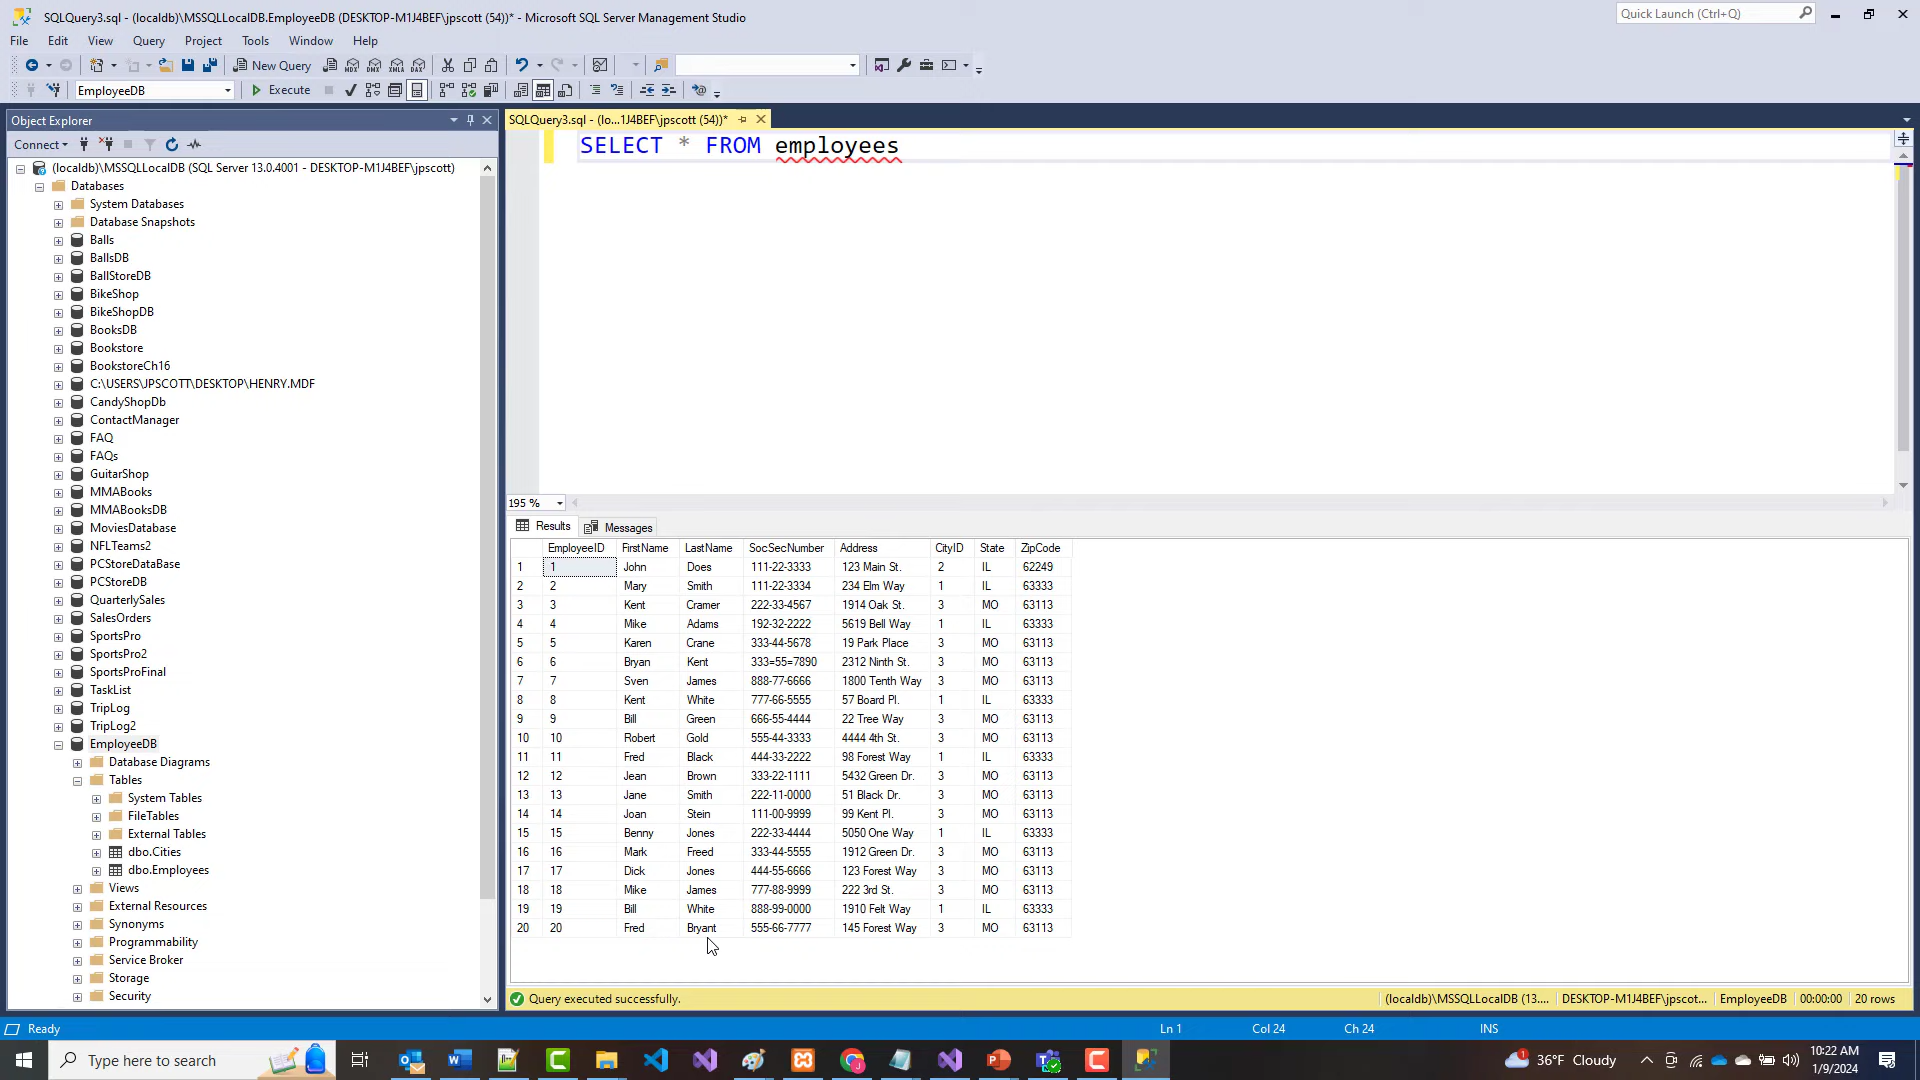 SQLQuery3.sql - (localdb)\MSSQLLocalDB.EmployeeDB (DESKTOP-M1J4BEF\jpscott (54))* - Microsoft SQL Server Management Studio
Quick Launch (Ctrl+Q)
File Edit View Query Project Tools Window Help
New Query
EmployeeDB
Execute
Object Explorer
Connect
(localdb)\MSSQLLocalDB (SQL Server 13.0.4001 - DESKTOP-M1J4BEF\jpscott)
Databases
System Databases
Database Snapshots
Balls
BallsDB
BallStoreDB
BikeShop
BikeShopDB
BooksDB
Bookstore
BookstoreCh16
C:\USERS\JPSCOTT\DESKTOP\HENRY.MDF
CandyShopDb
ContactManager
FAQ
FAQs
GuitarShop
MMABooks
MMABooksDB
MoviesDatabase
NFLTeams2
PCStoreDataBase
PCStoreDB
QuarterlySales
SalesOrders
SportsPro
SportsPro2
SportsProFinal
TaskList
TripLog
TripLog2
EmployeeDB
Database Diagrams
Tables
System Tables
FileTables
External Tables
dbo.Cities
dbo.Employees
Views
External Resources
Synonyms
Programmability
Service Broker
Storage
Security
SQLQuery3.sql - (lo...1J4BEF\jpscott (54))*
SELECT * FROM employees
195 %
Results Messages
EmployeeID FirstName LastName SocSecNumber Address CityID State ZipCode
1 1 John Does 111-22-3333 123 Main St. 2 IL 62249
2 2 Mary Smith 111-22-3334 234 Elm Way 1 IL 63333
3 3 Kent Cramer 222-33-4567 1914 Oak St. 3 MO 63113
4 4 Mike Adams 192-32-2222 5619 Bell Way 1 IL 63333
5 5 Karen Crane 333-44-5678 19 Park Place 3 MO 63113
6 6 Bryan Kent 333=55=7890 2312 Ninth St. 3 MO 63113
7 7 Sven James 888-77-6666 1800 Tenth Way 3 MO 63113
8 8 Kent White 777-66-5555 57 Board Pl. 1 IL 63333
9 9 Bill Green 666-55-4444 22 Tree Way 3 MO 63113
10 10 Robert Gold 555-44-3333 4444 4th St. 3 MO 63113
11 11 Fred Black 444-33-2222 98 Forest Way 1 IL 63333
12 12 Jean Brown 333-22-1111 5432 Green Dr. 3 MO 63113
13 13 Jane Smith 222-11-0000 51 Black Dr. 3 MO 63113
14 14 Joan Stein 111-00-9999 99 Kent Pl. 3 MO 63113
15 15 Benny Jones 222-33-4444 5050 One Way 1 IL 63333
16 16 Mark Freed 333-44-5555 1912 Green Dr. 3 MO 63113
17 17 Dick Jones 444-55-6666 123 Forest Way 3 MO 63113
18 18 Mike James 777-88-9999 222 3rd St. 3 MO 63113
19 19 Bill White 888-99-0000 1910 Felt Way 1 IL 63333
20 20 Fred Bryant 555-66-7777 145 Forest Way 3 MO 63113
Query executed successfully. (localdb)\MSSQLLocalDB (13.... DESKTOP-M1J4BEF\jpscot... EmployeeDB 00:00:00 20 rows
Ready Ln 1 Col 24 Ch 24 INS
Type here to search
36°F Cloudy
10:22 AM
1/9/2024